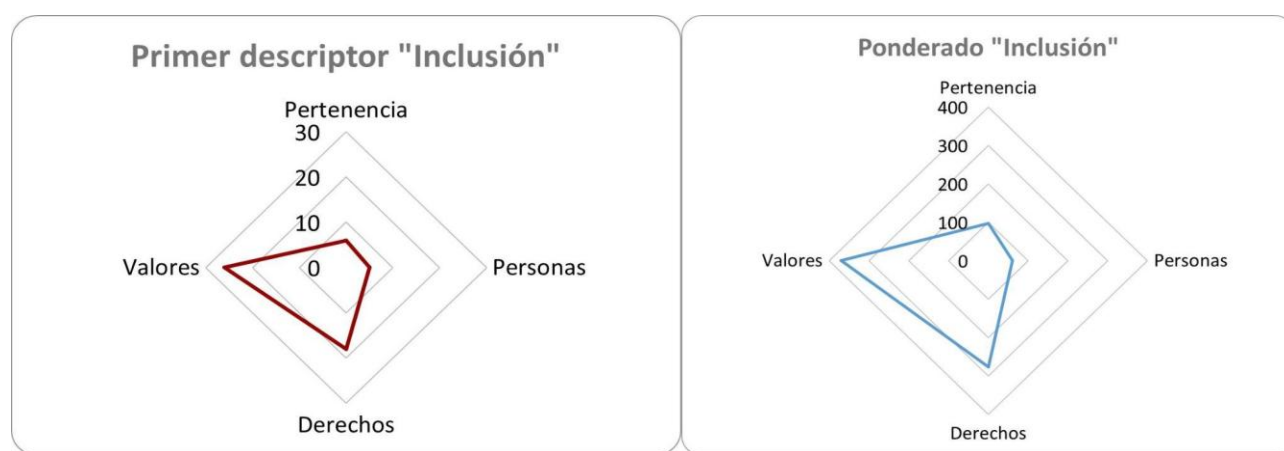 Primer descriptor "Inclusión"
Pertenencia
30
20
10
0
Valores
Personas
Derechos
Ponderado "Inclusión"
Pertenencia
400
300
200
100
0
Valores
Personas
Derechos